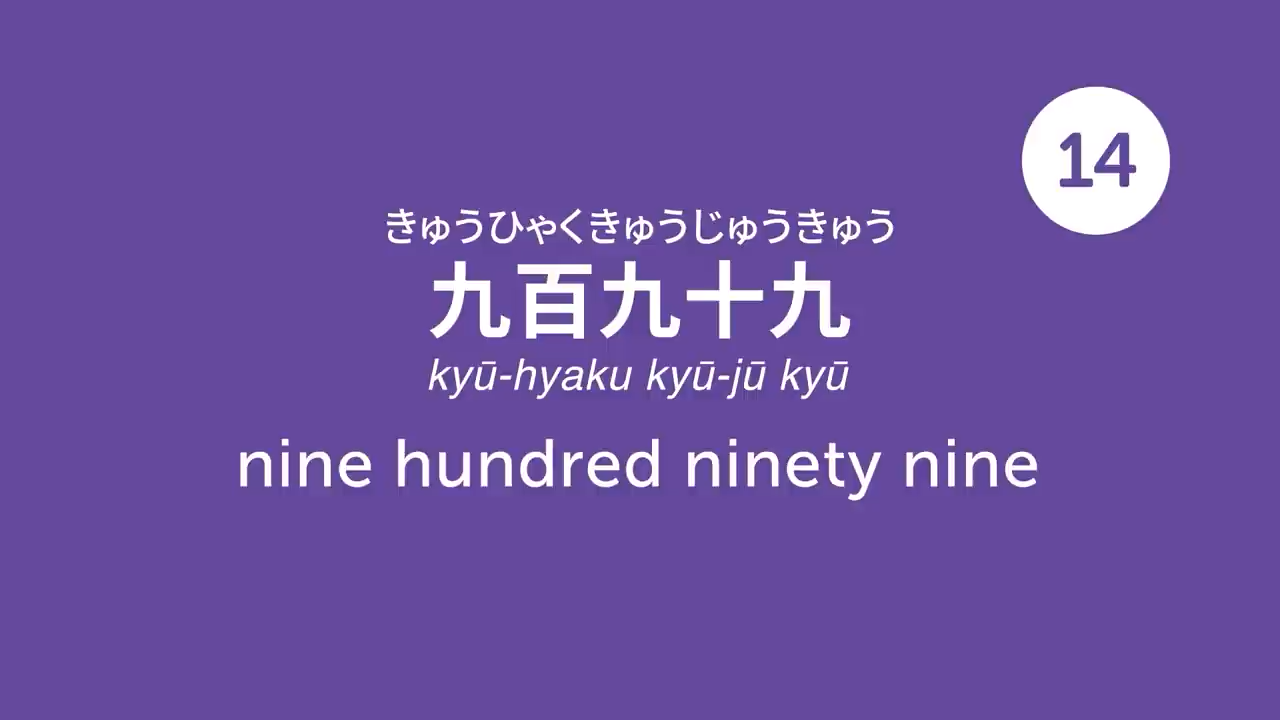 14
きゅうひゃくきゅうじゅうきゅう
九百九十九
kyū-hyaku kyū-jū kyū
nine hundred ninety nine